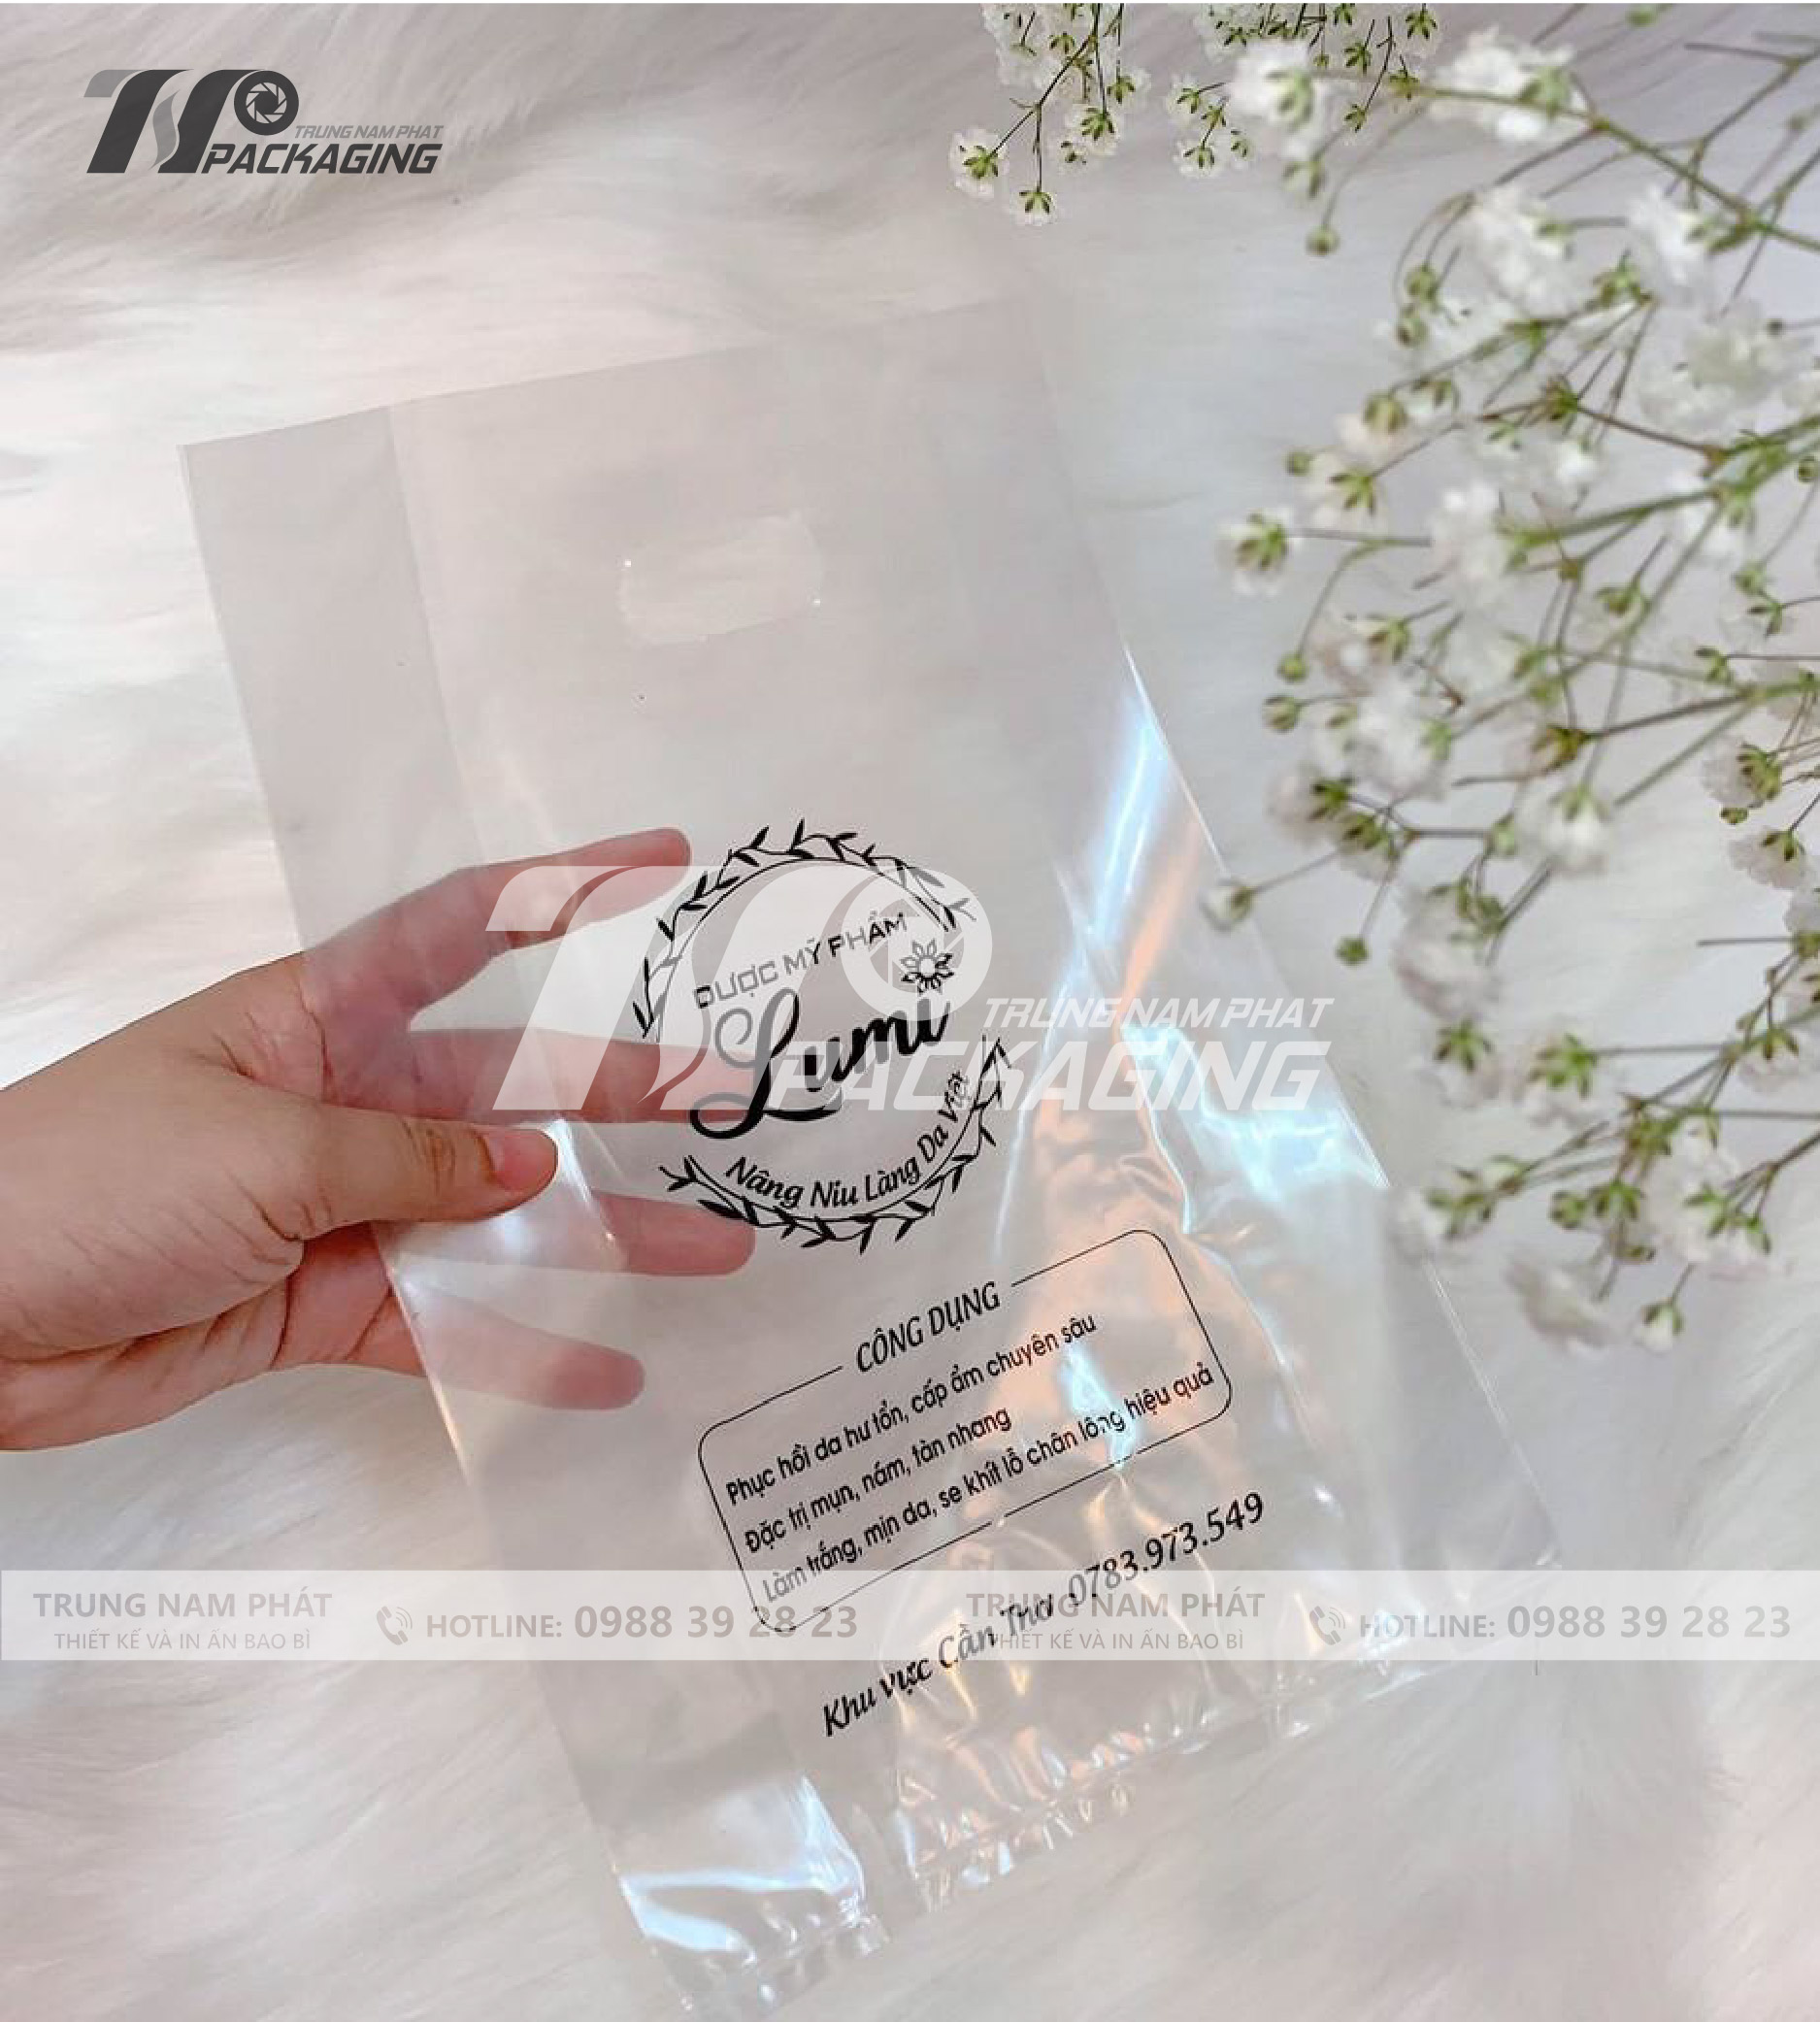 TRUNG NAM PHAT
PACKAGING
DƯỢC MỸ PHẨM
Lumi
Nâng Niu Làng Da Việt
TRUNG NAM PHAT
PACKAGING
CÔNG DỤNG
Phục hồi da hư tổn, cấp ẩm chuyên sâu
Đặc trị mụn, nám, tàn nhang
Làm trắng, mịn da, se khít lỗ chân lông hiệu quả
Khu vực Cần Thơ 0783.973.549
TRUNG NAM PHÁT
THIẾT KẾ VÀ IN ẤN BAO BÌ
HOTLINE: 0988 39 28 23
TRUNG NAM PHÁT
THIẾT KẾ VÀ IN ẤN BAO BÌ
HOTLINE: 0988 39 28 23